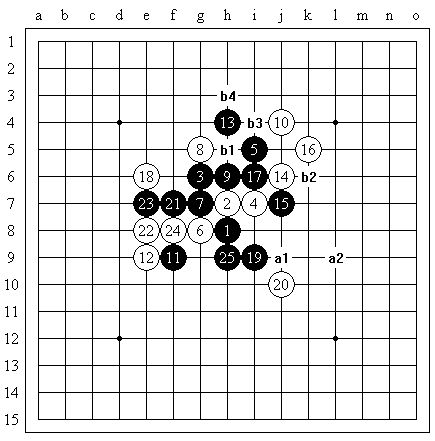 a b c d e f g h i j k l m n o
1
2
3 b4
4 13 b3 10
5 8 b1 5 16
6 18 3 9 17 14 b2
7 23 21 7 2 4 15
8 22 24 6 1
9 12 11 25 19 a1 a2
10 20
11
12
13
14
15